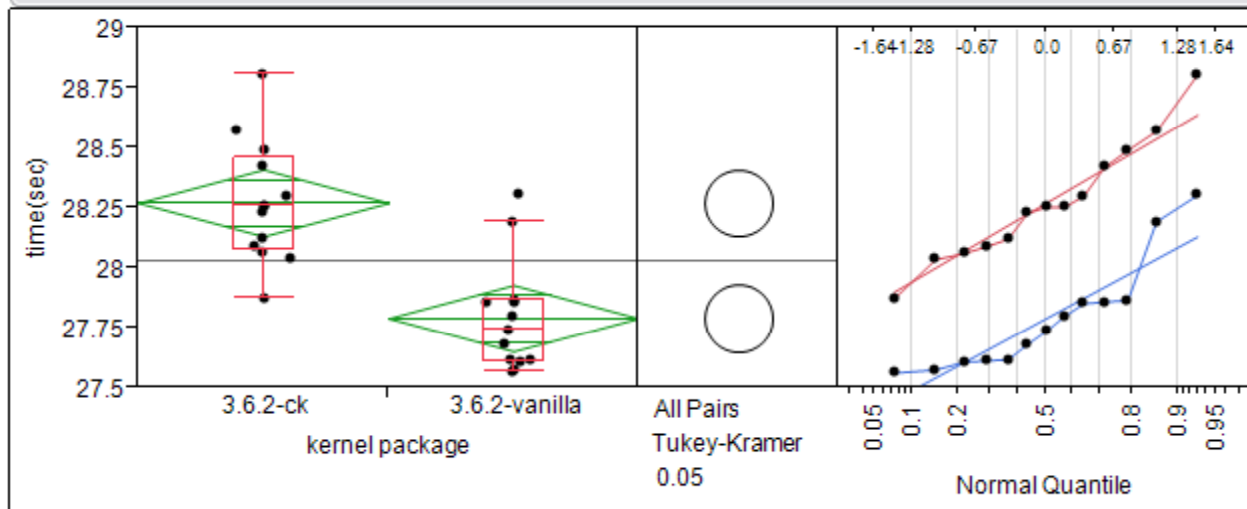 29
28.75
28.5
28.25
28
27.75
27.5
time(sec)
3.6.2-ck
3.6.2-vanilla
kernel package
All Pairs
Tukey-Kramer
0.05
-1.64 -1.28 -0.67 0.0 0.67 1.28 1.64
0.05
0.1
0.2
0.5
0.8
0.9
0.95
Normal Quantile